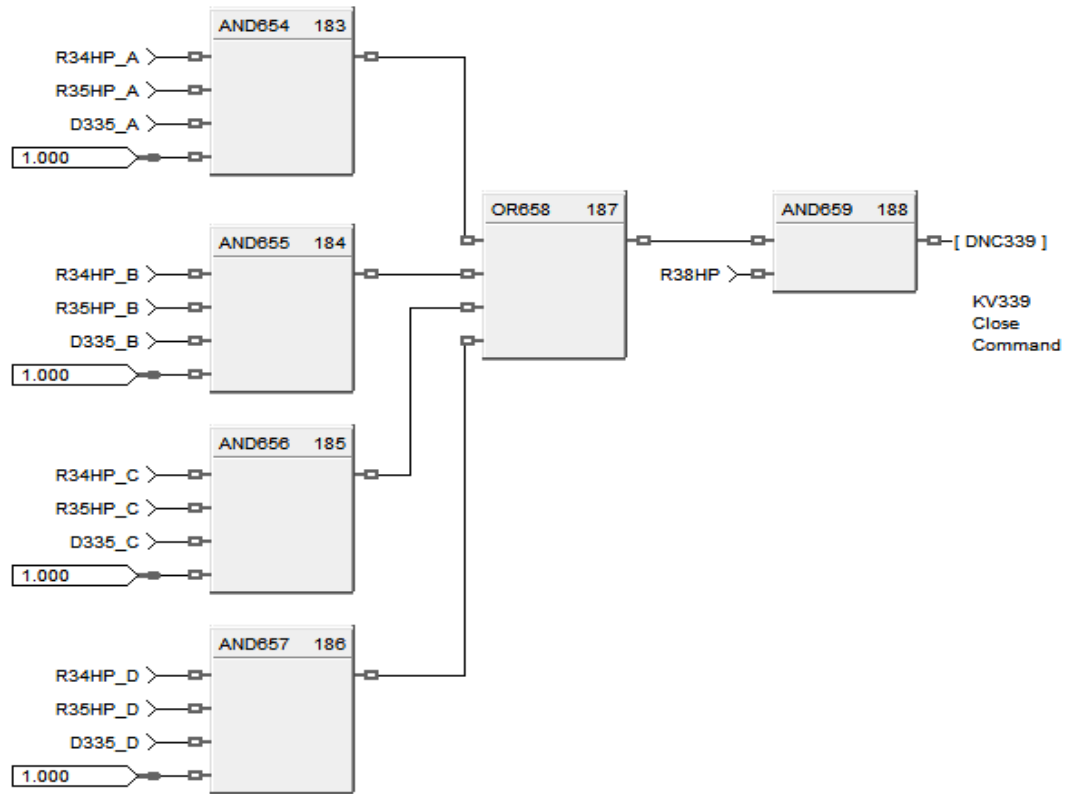 AND654 183
R34HP_A
R35HP_A
D335_A
1.000
AND655 184
R34HP_B
R35HP_B
D335_B
1.000
AND656 185
R34HP_C
R35HP_C
D335_C
1.000
AND657 186
R34HP_D
R35HP_D
D335_D
1.000
OR658 187
AND659 188
R38HP
[ DNC339 ]
KV339
Close
Command